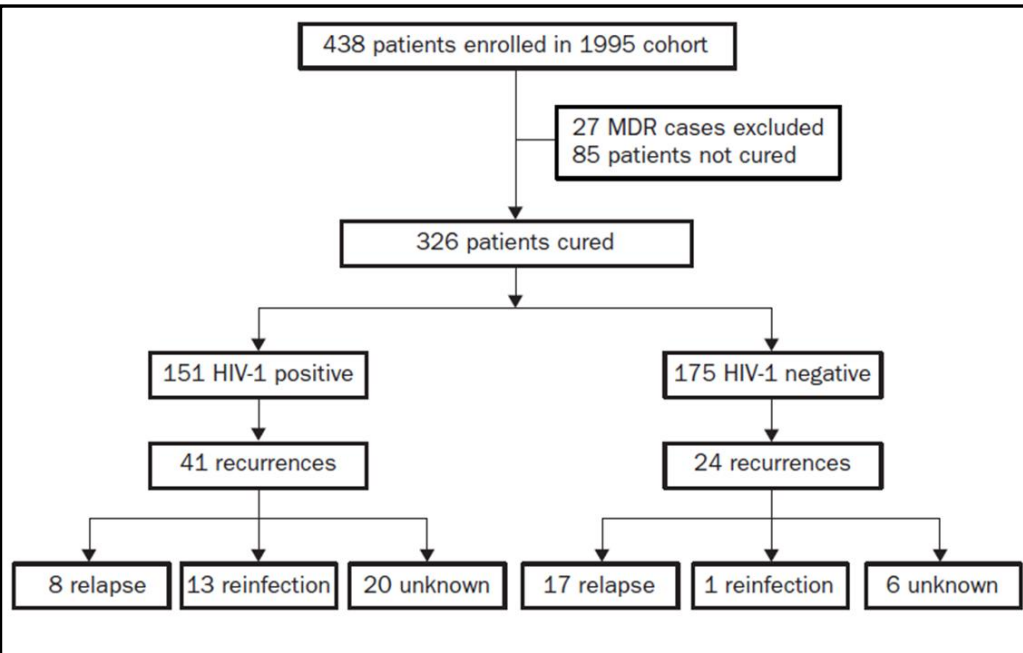 438 patients enrolled in 1995 cohort
27 MDR cases excluded
85 patients not cured
326 patients cured
151 HIV-1 positive
175 HIV-1 negative
41 recurrences
24 recurrences
8 relapse
13 reinfection
20 unknown
17 relapse
1 reinfection
6 unknown